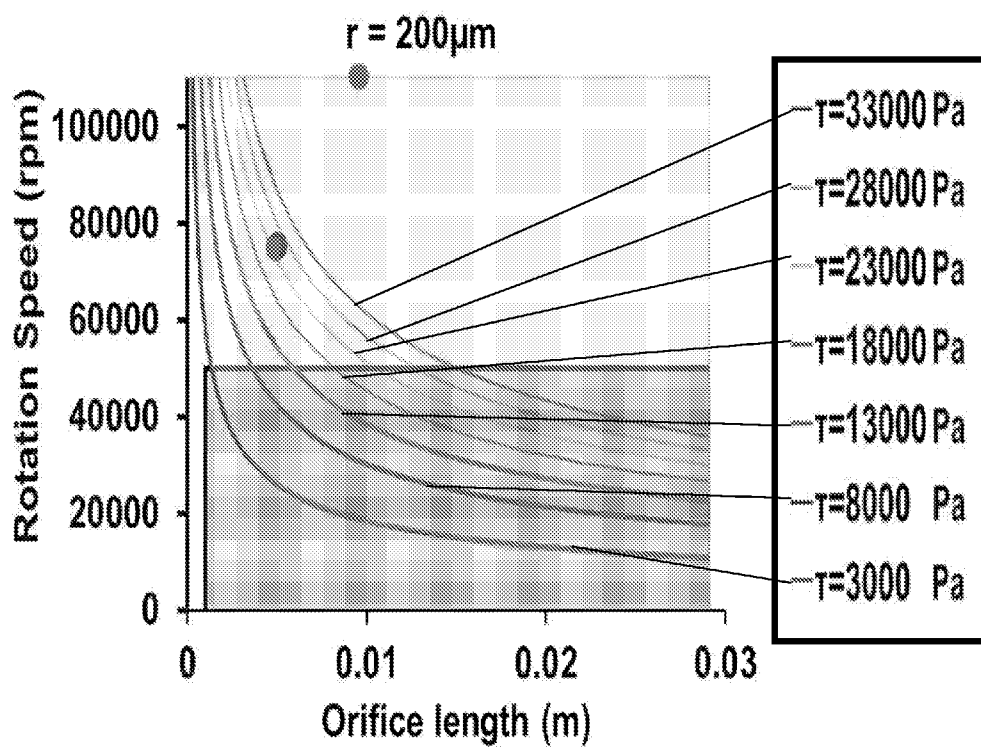 r = 200µm
Rotation Speed (rpm)
100000
80000
60000
40000
20000
0
0
0.01
0.02
0.03
Orifice length (m)
τ=33000 Pa
τ=28000 Pa
τ=23000 Pa
τ=18000 Pa
τ=13000 Pa
τ=8000 Pa
τ=3000 Pa